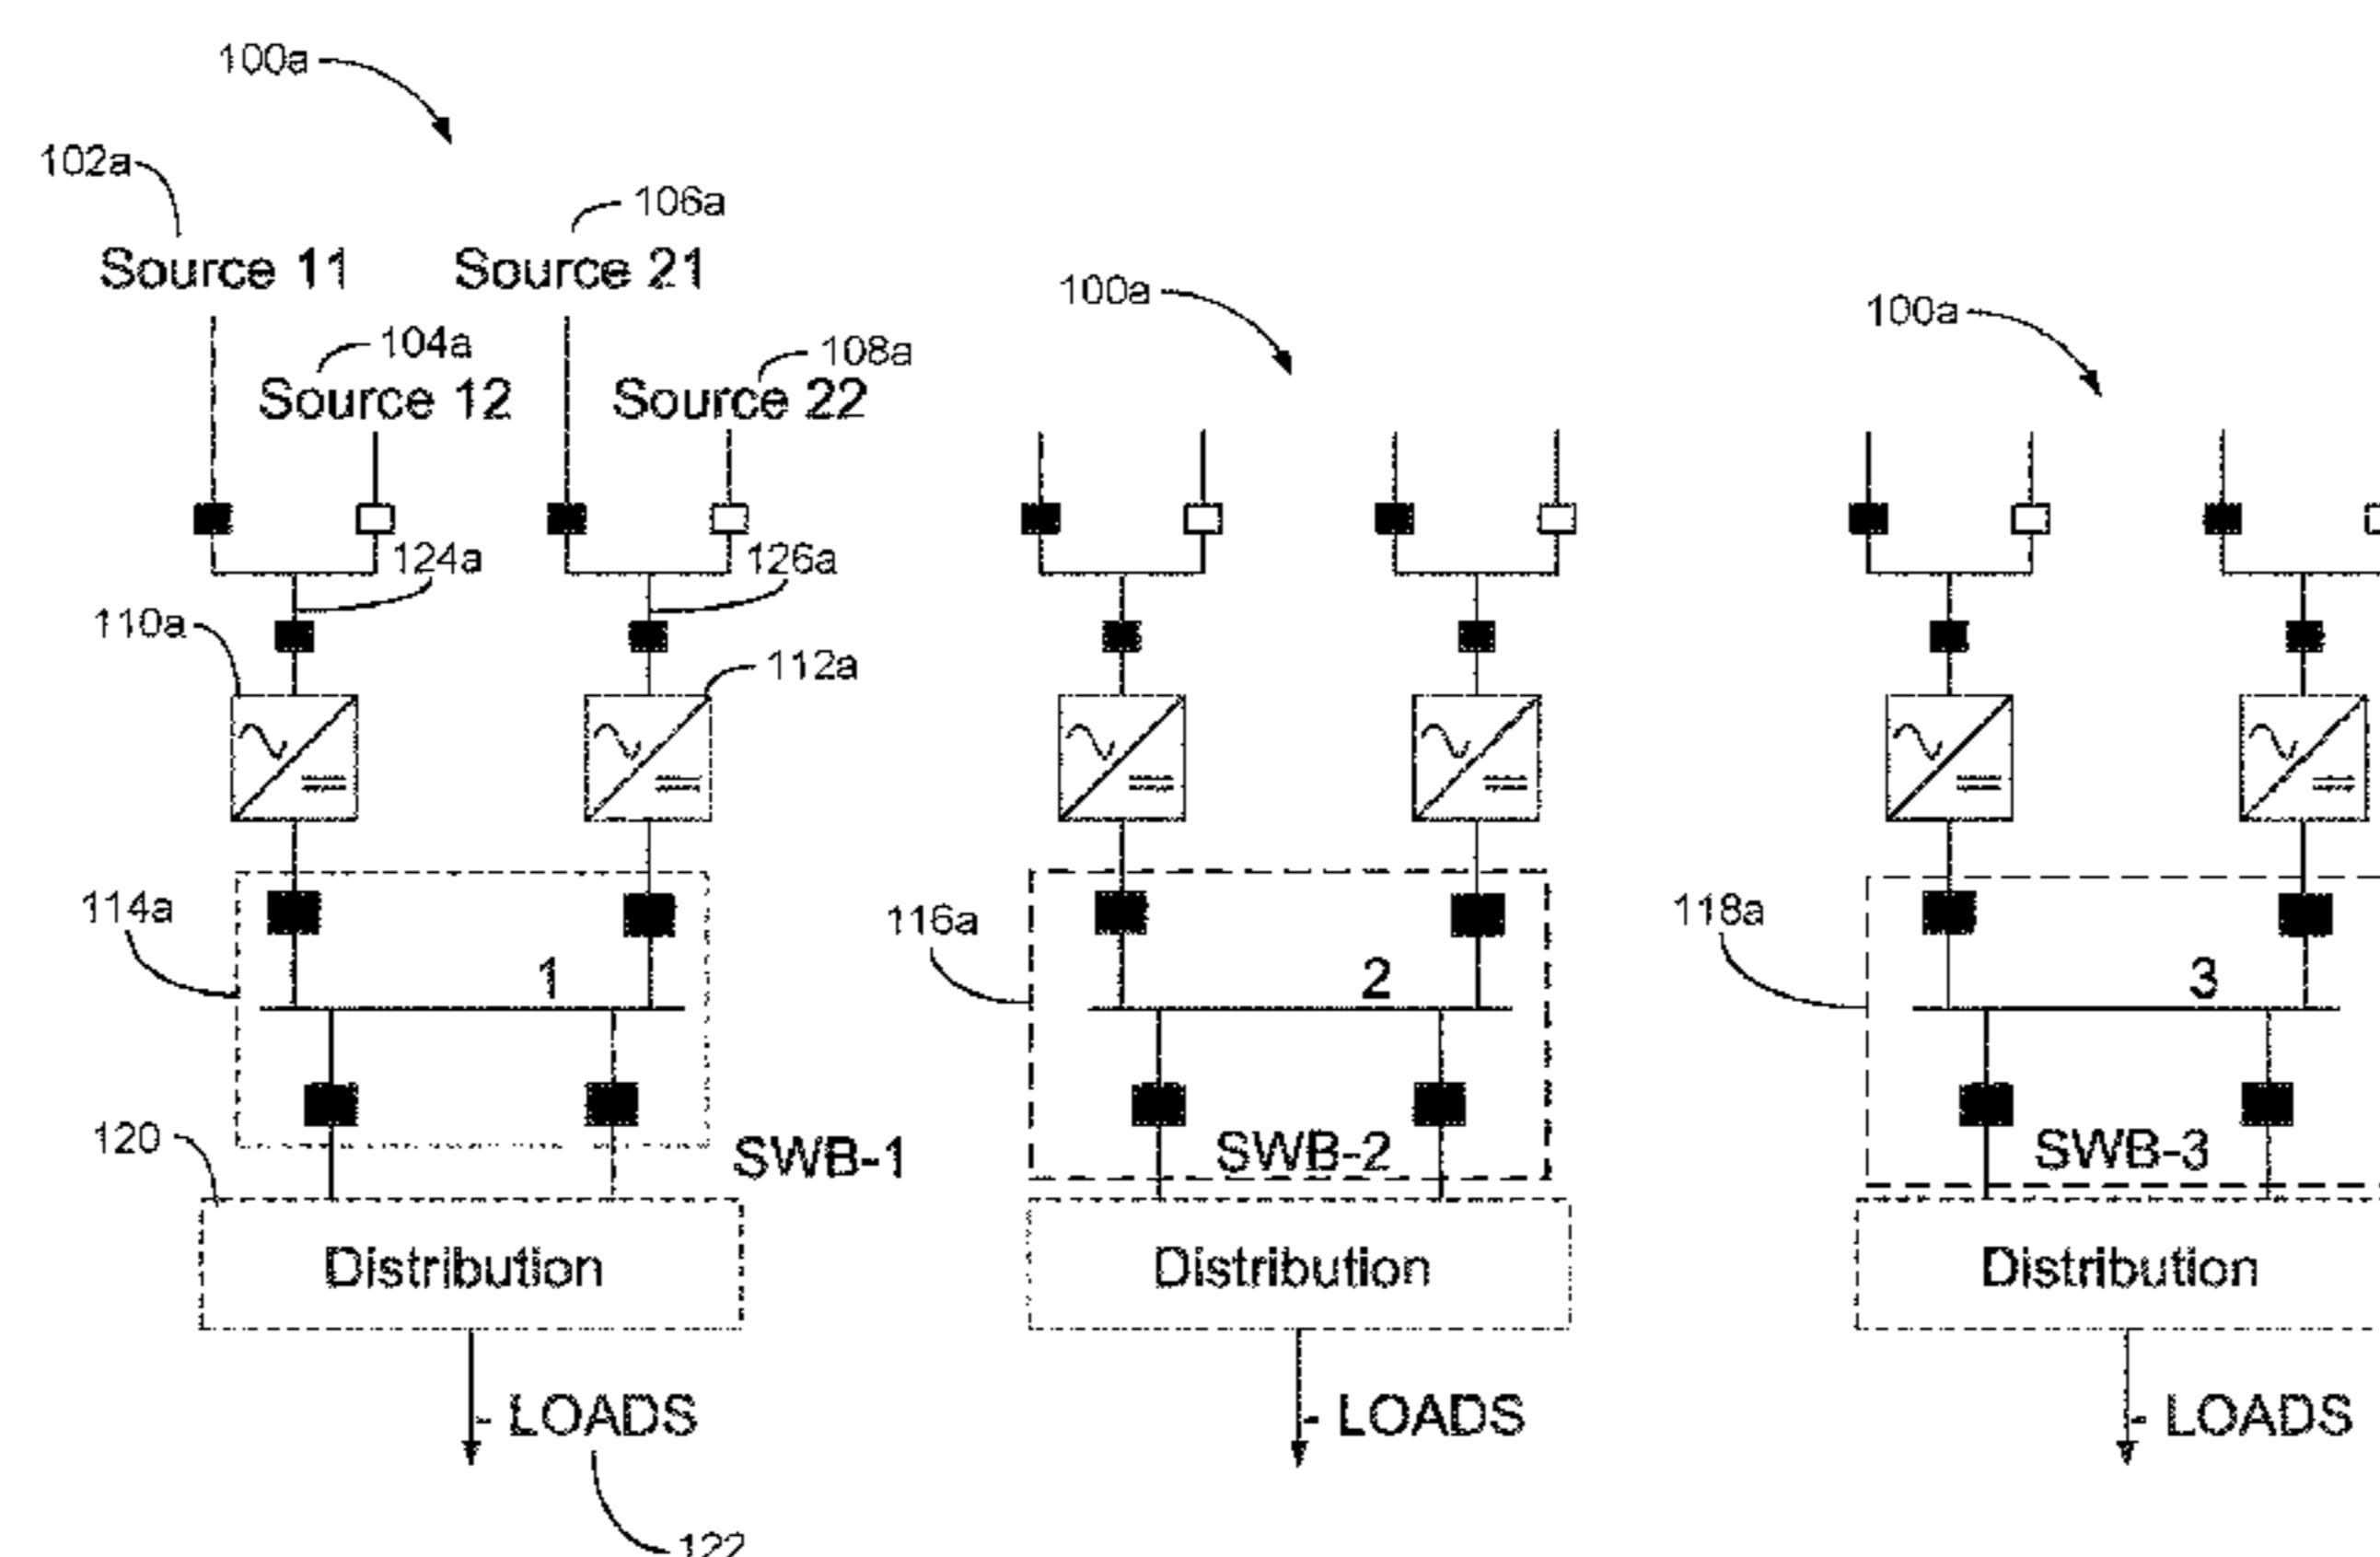 100a
102a
106a
Source 11
Source 21
100a
100a
104a
108a
Source 12
Source 22
124a
126a
110a
112a
114a
116a
118a
1
2
3
120
SWB-1
SWB-2
SWB-3
Distribution
Distribution
Distribution
- LOADS
- LOADS
- LOADS
122